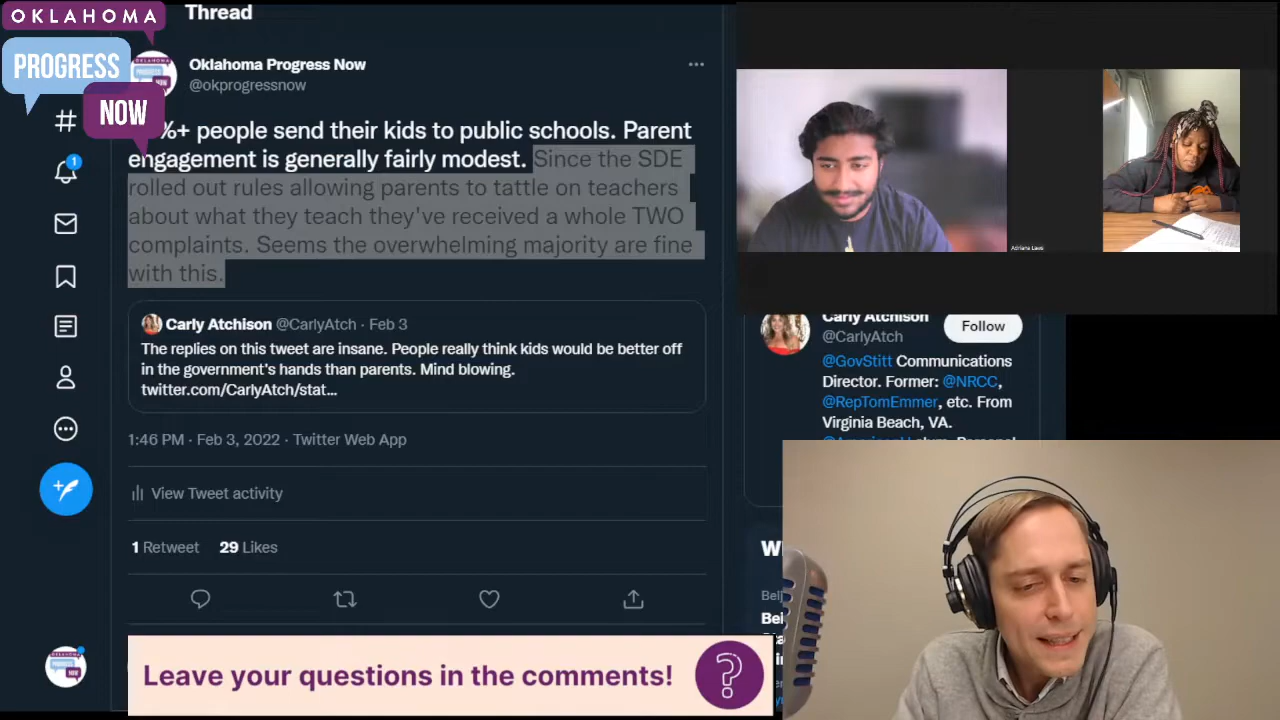 OKLAHOMA
PROGRESS
NOW
Thread
Oklahoma Progress Now
@okprogressnow
%+ people send their kids to public schools. Parent
engagement is generally fairly modest. Since the SDE
rolled out rules allowing parents to tattle on teachers
about what they teach they've received a whole TWO
complaints. Seems the overwhelming majority are fine
with this.
Carly Atchison @CarlyAtch · Feb 3
The replies on this tweet are insane. People really think kids would be better off
in the government's hands than parents. Mind blowing.
twitter.com/CarlyAtch/stat...
1:46 PM · Feb 3, 2022 · Twitter Web App
View Tweet activity
1 Retweet 29 Likes
1
Adriana Laws
Carly Atchison
@CarlyAtch
Follow
@GovStitt Communications
Director. Former: @NRCC,
@RepTomEmmer, etc. From
Virginia Beach, VA.
Leave your questions in the comments!
?